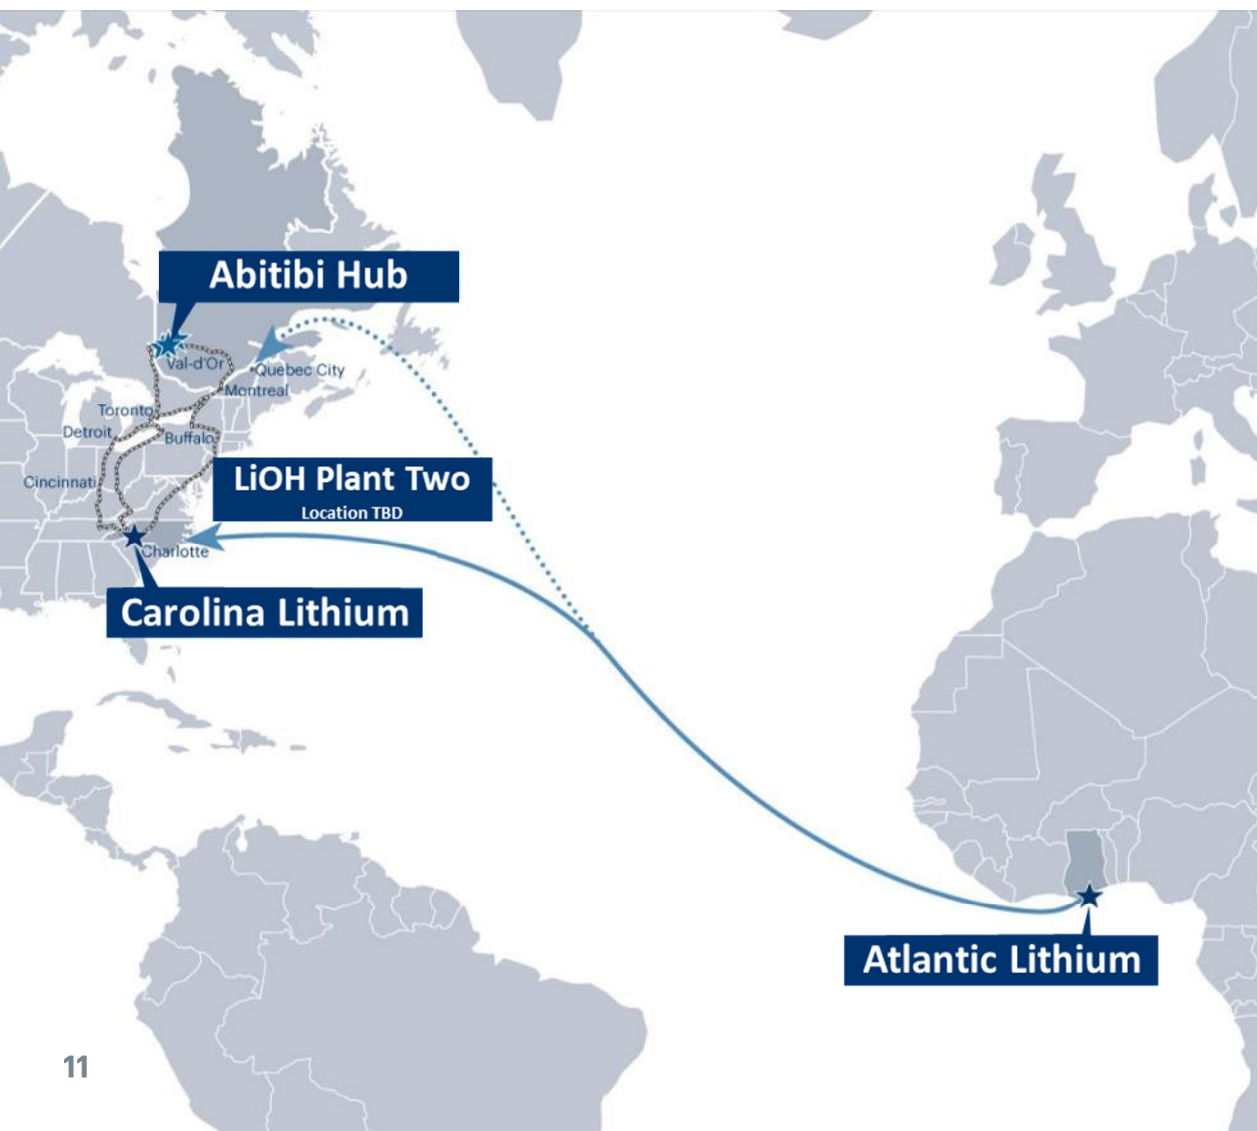 Abitibi Hub
Val-d'Or
Quebec City
Montreal
Toronto
Detroit
Buffalo
Cincinnati
LiOH Plant Two
Location TBD
Charlotte
Carolina Lithium
Atlantic Lithium
11